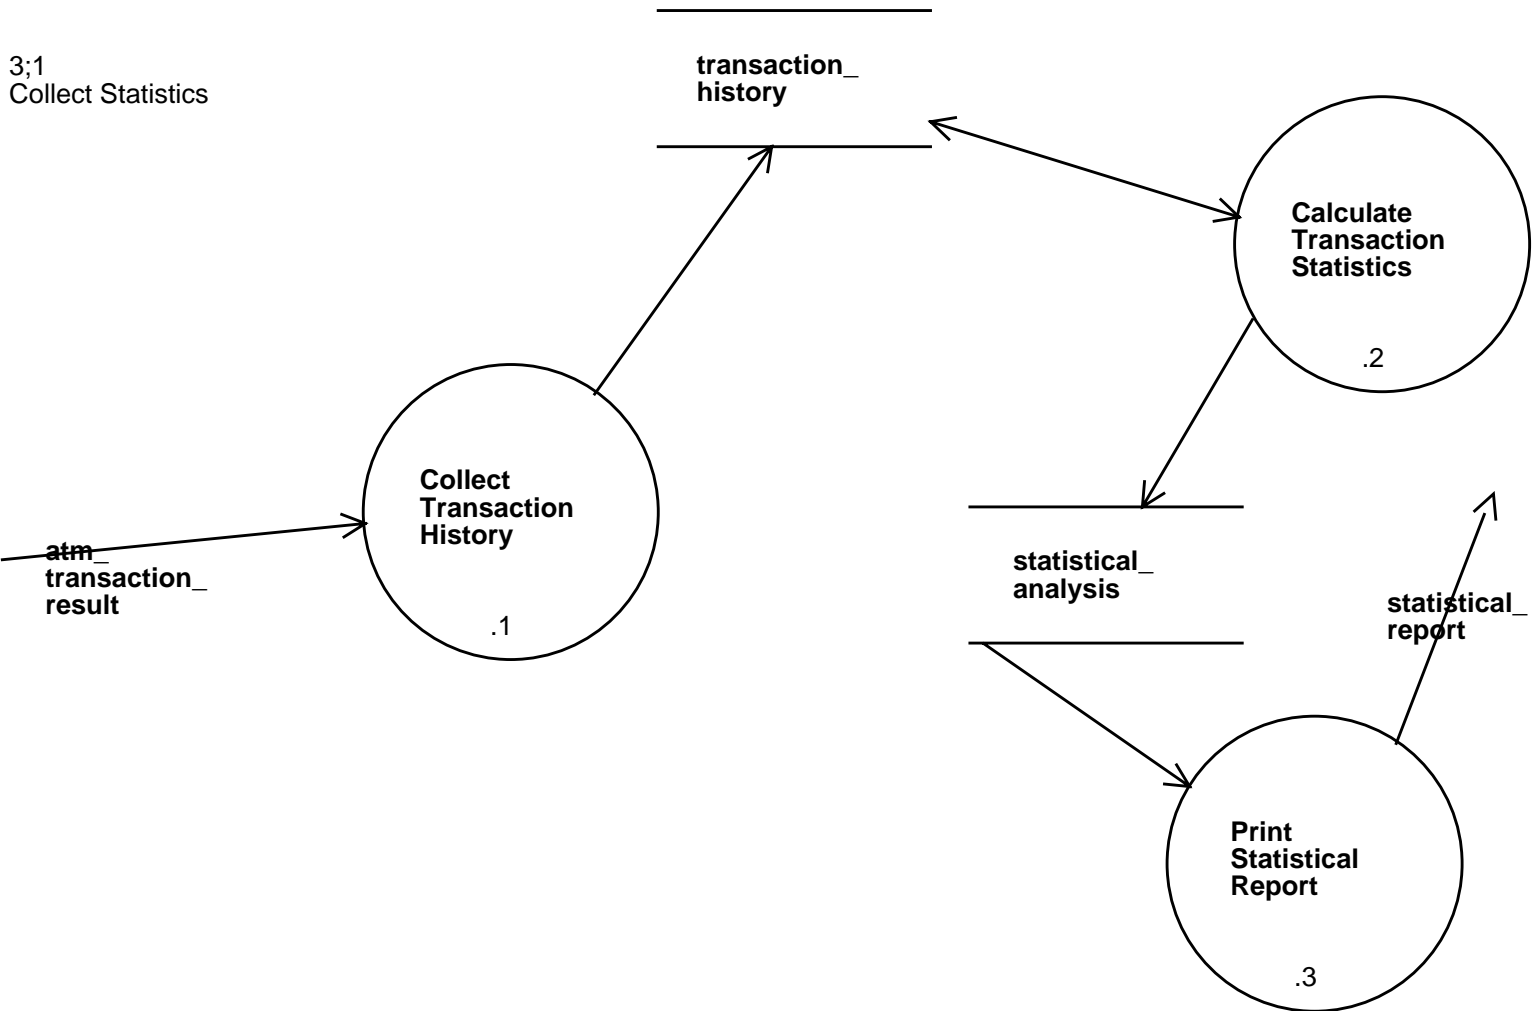 3;1
Collect Statistics
transaction_
history
Calculate
Transaction
Statistics
.2
Collect
Transaction
History
.1
atm_
transaction_
result
statistical_
analysis
statistical_
report
Print
Statistical
Report
.3